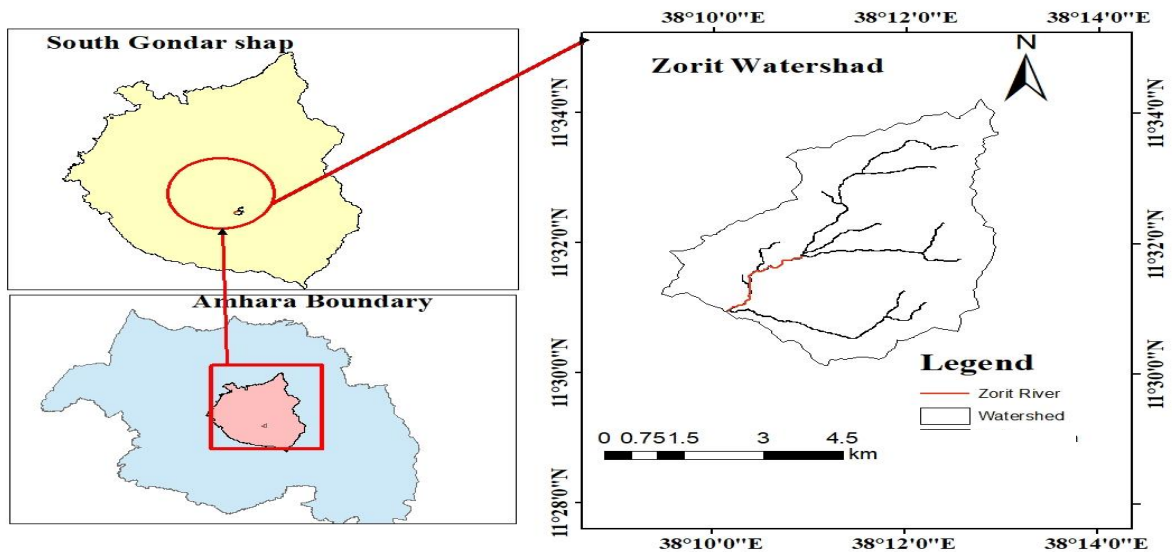 South Gondar shap
Amhara Boundary
38°10'0"E 38°12'0"E 38°14'0"E
Zorit Watershad
N
11°34'0"N
11°32'0"N
11°30'0"N
11°28'0"N
11°34'0"N
11°32'0"N
11°30'0"N
Legend
Zorit River
Watershed
0 0.75 1.5 3 4.5
km
38°10'0"E 38°12'0"E 38°14'0"E